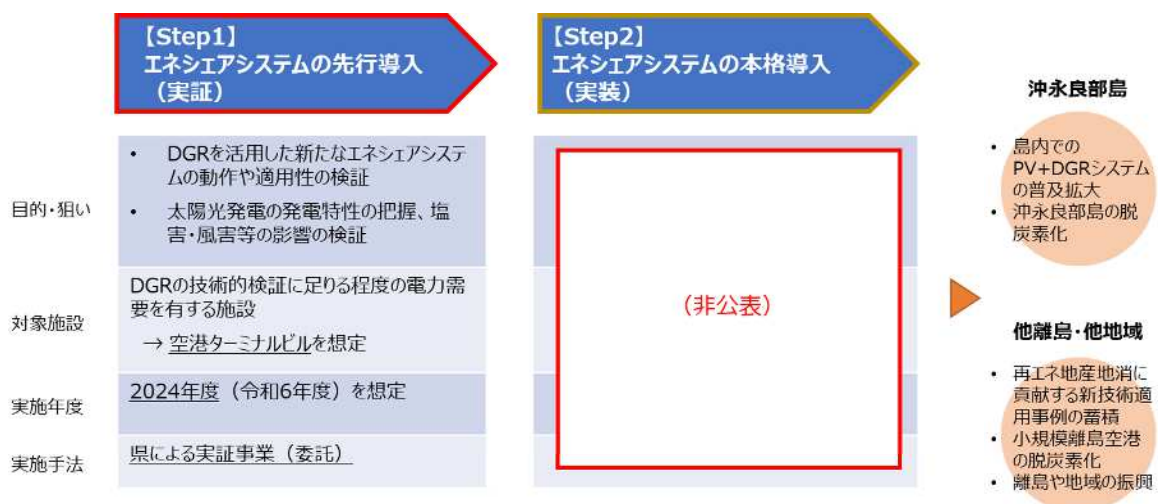 【Step1】
エネシェアシステムの先行導入
（実証）
【Step2】
エネシェアシステムの本格導入
（実装）
目的・狙い
• DGRを活用した新たなエネシェアシステ
ムの動作や適用性の検証
• 太陽光発電の発電特性の把握、塩
害・風害等の影響の検証
対象施設
DGRの技術的検証に足りる程度の電力需
要を有する施設
→ 空港ターミナルビルを想定
実施年度
2024年度（令和6年度）を想定
実施手法
県による実証事業（委託）
（非公表）
沖永良部島
• 島内での
PV+DGRシステム
の普及拡大
• 沖永良部島の脱
炭素化
他離島・他地域
• 再エネ地産地消に
貢献する新技術適
用事例の蓄積
• 小規模離島空港
の脱炭素化
• 離島や地域の振興